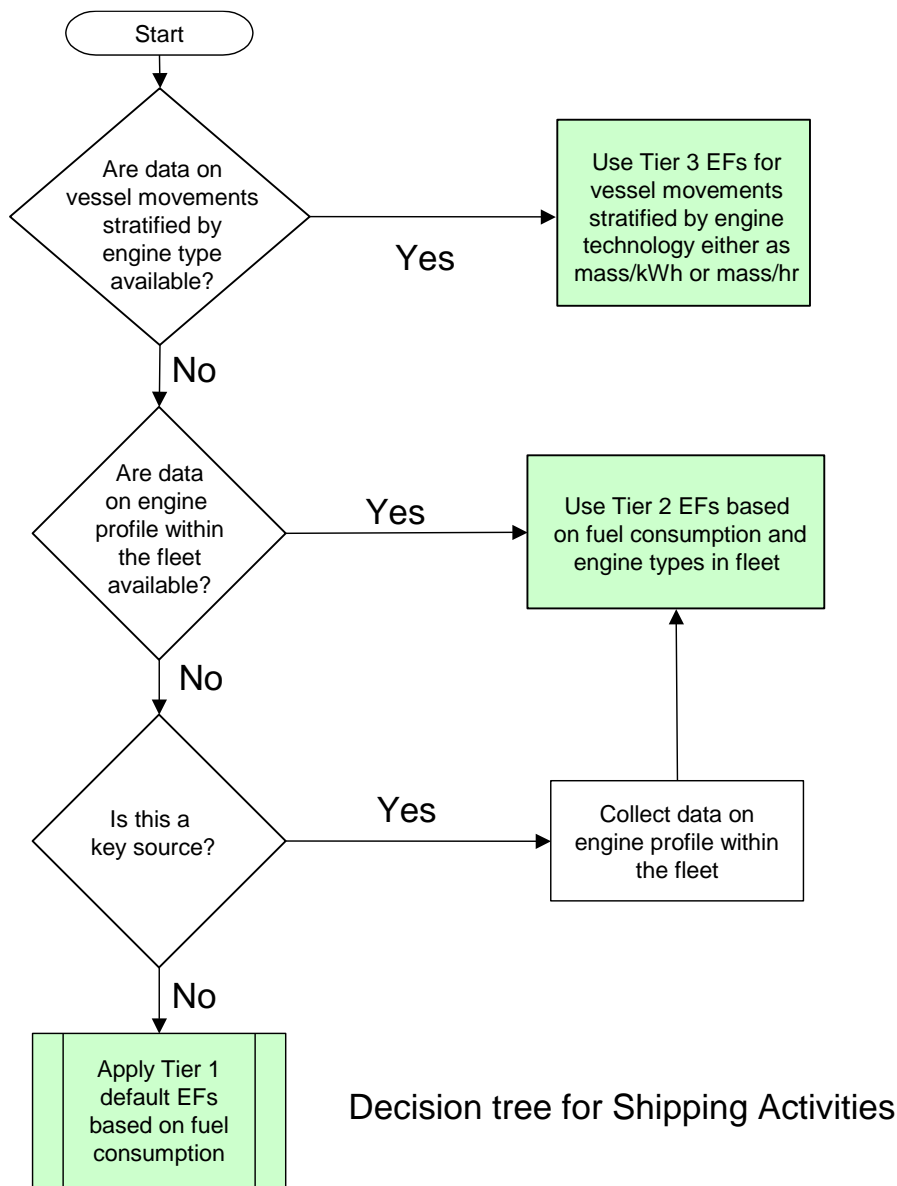 Start
Are data on
vessel movements
stratified by
engine type
available?
Yes
Use Tier 3 EFs for
vessel movements
stratified by engine
technology either as
mass/kWh or mass/hr
No
Are data
on engine
profile within
the fleet
available?
Yes
Use Tier 2 EFs based
on fuel consumption and
engine types in fleet
No
Is this a
key source?
Yes
Collect data on
engine profile within
the fleet
No
Apply Tier 1
default EFs
based on fuel
consumption
Decision tree for Shipping Activities